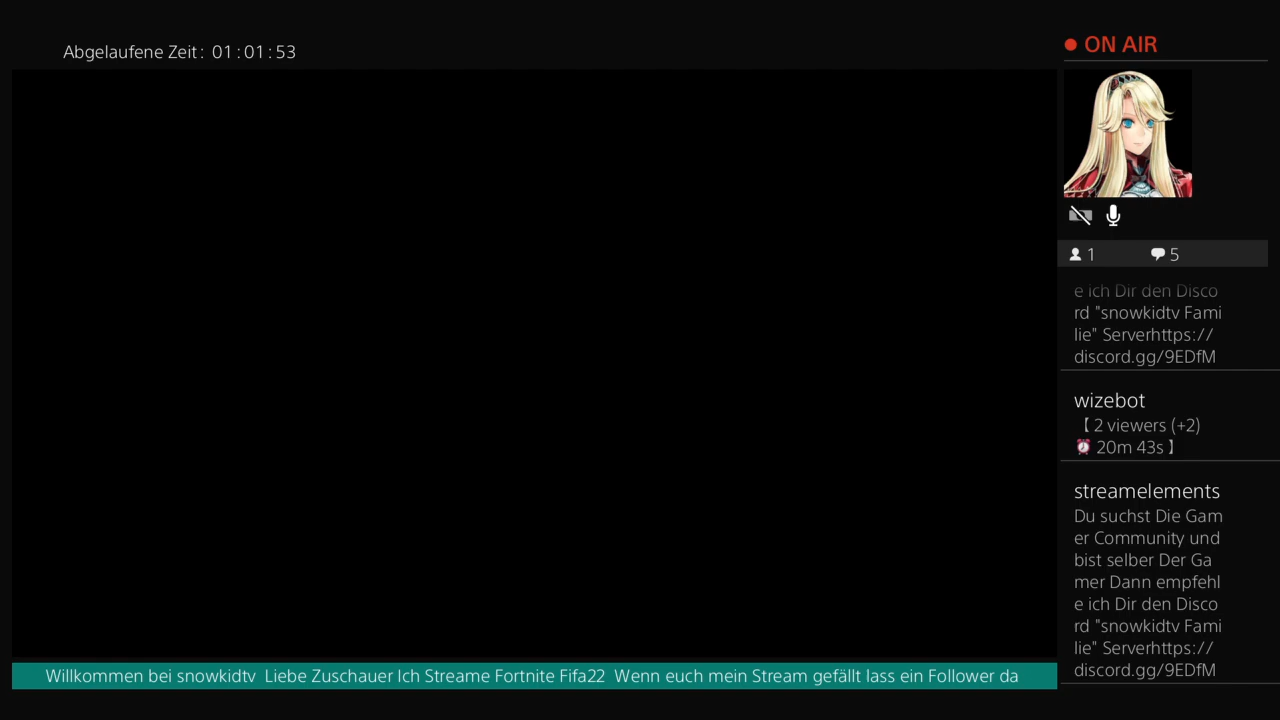 Abgelaufene Zeit: 01:01:53
ON AIR
1 5
e ich Dir den Disco
rd "snowkidtv Fami
lie" Serverhttps://
discord.gg/9EDfM
wizebot
【2 viewers (+2)
⏰ 20m 43s】
streamelements
Du suchst Die Gam
er Community und
bist selber Der Ga
mer Dann empfehl
e ich Dir den Disco
rd "snowkidtv Fami
lie" Serverhttps://
discord.gg/9EDfM
Willkommen bei snowkidtv  Liebe Zuschauer Ich Streame Fortnite Fifa22  Wenn euch mein Stream gefällt lass ein Follower da